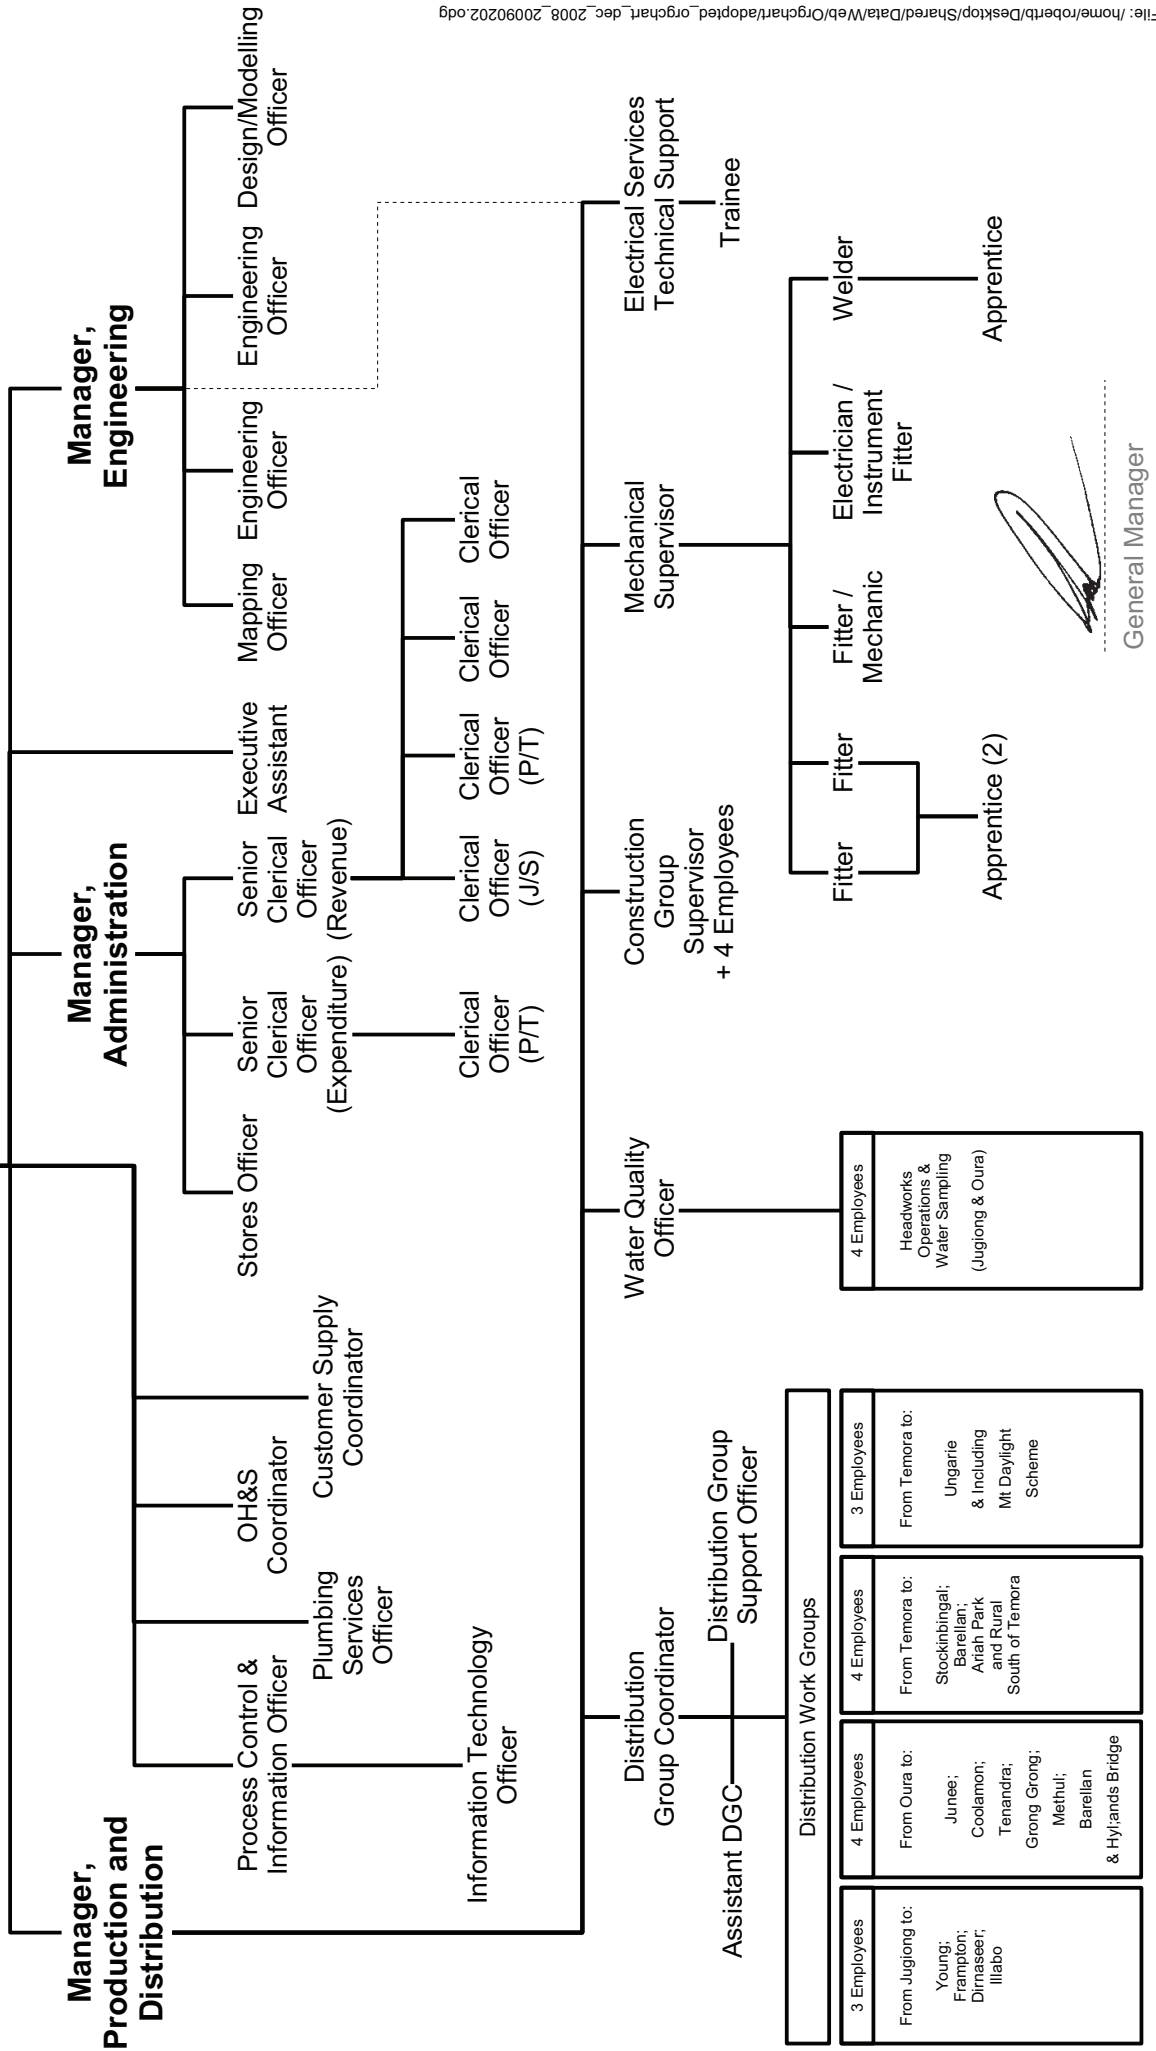 Manager,
Production and
Distribution
Manager,
Administration
Manager,
Engineering
Process Control &
Information Officer
Plumbing
Services
Officer
OH&S
Coordinator
Customer Supply
Coordinator
Information Technology
Officer
Stores Officer
Senior
Clerical
Officer
(Expenditure)
Senior
Clerical
Officer
(Revenue)
Executive
Assistant
Mapping
Officer
Engineering
Officer
Engineering
Officer
Design/Modelling
Officer
Clerical
Officer
(P/T)
Clerical
Officer
(J/S)
Clerical
Officer
(P/T)
Clerical
Officer
Clerical
Officer
Distribution
Group Coordinator
Water Quality
Officer
Construction
Group
Supervisor
+ 4 Employees
Mechanical
Supervisor
Electrical Services
Technical Support
Trainee
Assistant DGC
Distribution Group
Support Officer
Distribution Work Groups
3 Employees
From Jugiong to:
Young;
Frampton;
Dirnaseer;
Illabo
4 Employees
From Oura to:
Junee;
Coolamon;
Tenandra;
Grong Grong;
Methul;
Barellan
& Hyl;ands Bridge
4 Employees
From Temora to:
Stockinbingal;
Barellan;
Ariah Park
and Rural
South of Temora
3 Employees
From Temora to:
Ungarie
& Including
Mt Daylight
Scheme
4 Employees
Headworks
Operations &
Water Sampling
(Jugiong & Oura)
Fitter
Fitter
Fitter /
Mechanic
Electrician /
Instrument
Fitter
Welder
Apprentice (2)
Apprentice
General Manager
File: /home/robertb/Desktop/Shared/Data/Web/Orgchart/adopted_orgchart_dec_2008_20090202.odg